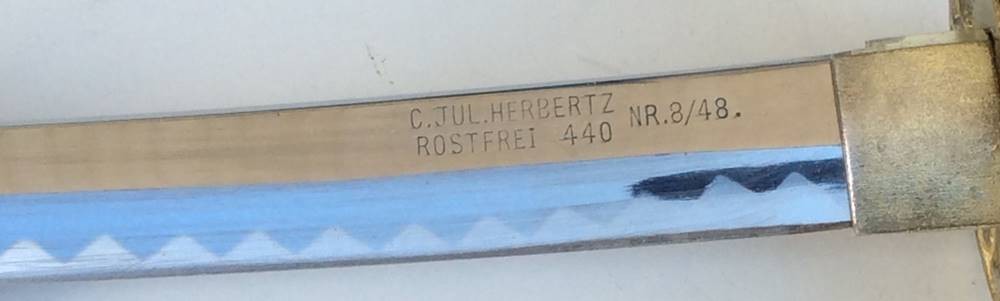 C.JUL.HERBERTZ NR.8/48.
ROSTFREI 440